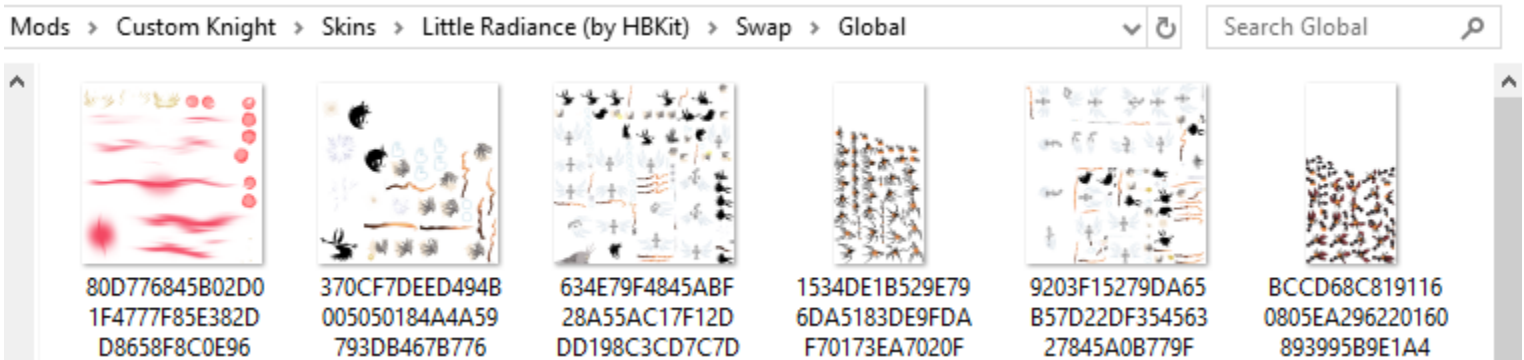 Mods > Custom Knight > Skins > Little Radiance (by HBKit) > Swap > Global
Search Global
80D776845B02D0
1F4777F85E382D
D8658F8C0E96
370CF7DEED494B
005050184A4A59
793DB467B776
634E79F4845ABF
28A55AC17F12D
DD198C3CD7C7D
1534DE1B529E79
6DA5183DE9FDA
F70173EA7020F
9203F15279DA65
B57D22DF354563
27845A0B779F
BCCD68C819116
0805EA296220160
893995B9E1A4